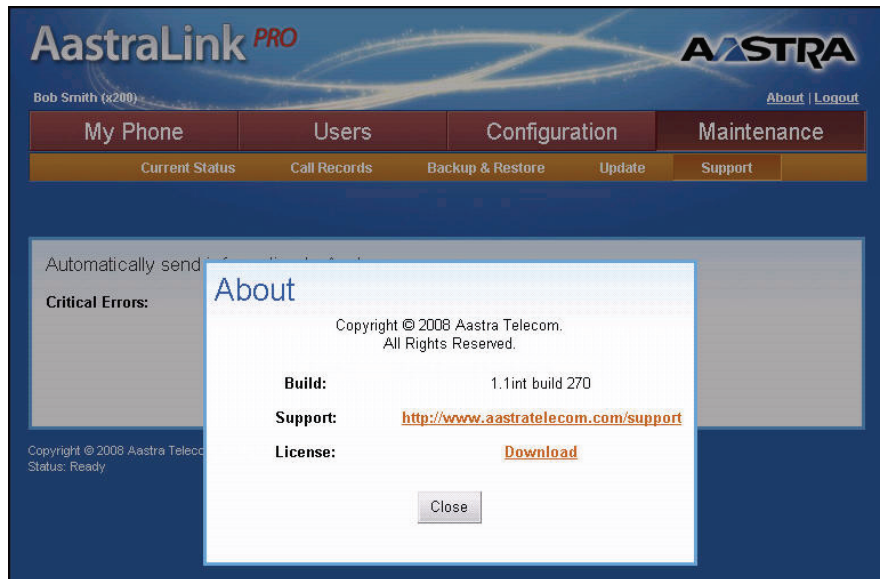 AastraLink PRO
AASTRA
Bob Smith (x200)
About | Logout
My Phone Users Configuration Maintenance
Current Status Call Records Backup & Restore Update Support
Automatically send
Critical Errors:
About
Copyright © 2008 Aastra Telecom.
All Rights Reserved.
Build: 1.1int build 270
Support: http://www.aastratelecom.com/support
License: Download
Close
Copyright © 2008 Aastra
Status: Ready